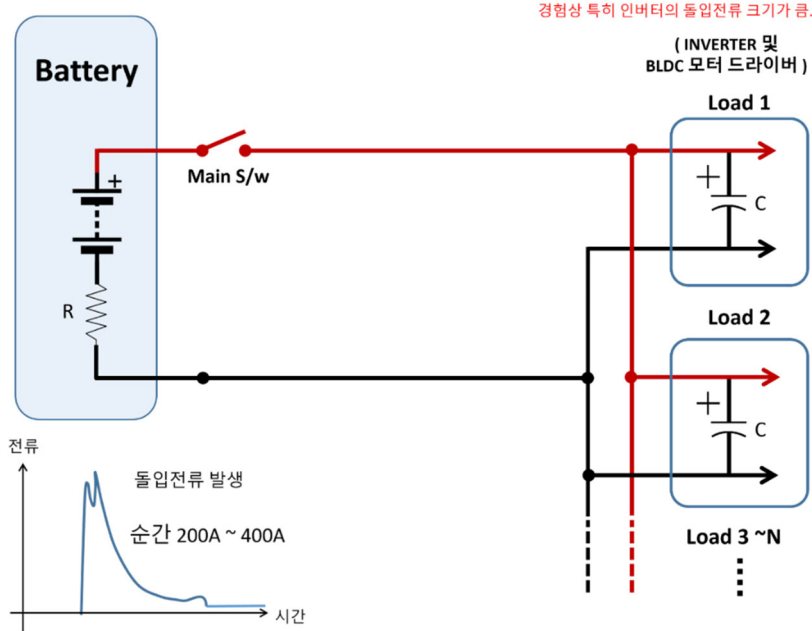 경험상 특히 인버터의 돌입전류 크기가 큼.
( INVERTER 및
BLDC 모터 드라이버 )
Battery
Load 1
+
Main S/w
+
C
R
Load 2
+
C
전류
돌입전류 발생
순간 200A ~ 400A
Load 3 ~N
시간